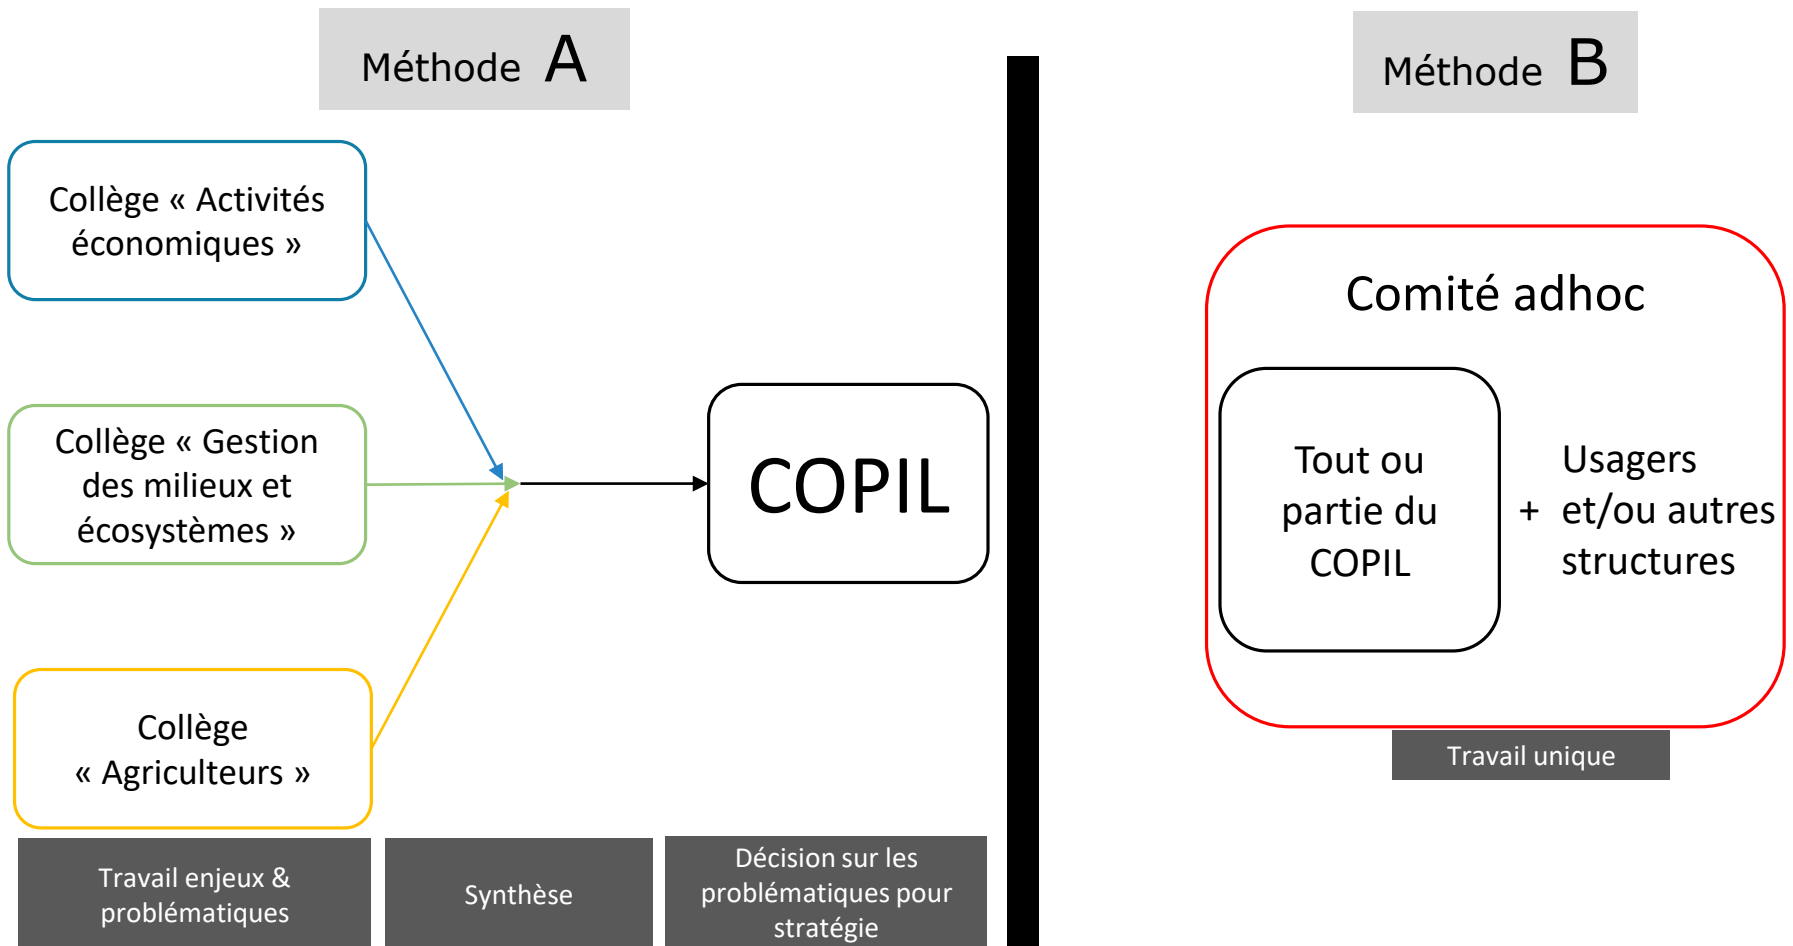 Méthode A
Collège « Activités
économiques »
Collège « Gestion
des milieux et
écosystèmes »
Collège
« Agriculteurs »
COPIL
Travail enjeux &
problématiques
Synthèse
Décision sur les
problématiques pour
stratégie
Méthode B
Comité adhoc
Tout ou
partie du
COPIL
+
Usagers
et/ou autres
structures
Travail unique